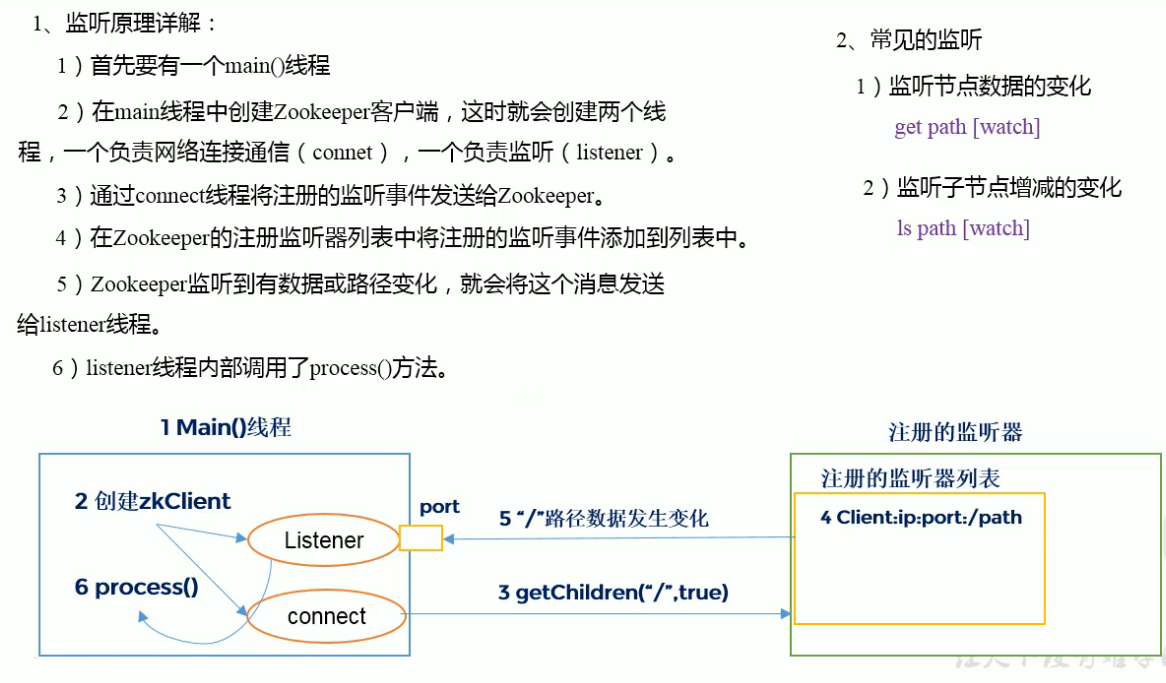 1、监听原理详解：
1）首先要有一个main()线程
2）在main线程中创建Zookeeper客户端，这时就会创建两个线
程，一个负责网络连接通信（connet），一个负责监听（listener）。
3）通过connect线程将注册的监听事件发送给Zookeeper。
4）在Zookeeper的注册监听器列表中将注册的监听事件添加到列表中。
5）Zookeeper监听到有数据或路径变化，就会将这个消息发送
给listener线程。
6）listener线程内部调用了process()方法。
2、常见的监听
1）监听节点数据的变化
get path [watch]
2）监听子节点增减的变化
ls path [watch]
1 Main()线程
2 创建zkClient
Listener
6 process()
connect
port
5 “/”路径数据发生变化
3 getChildren(“/”,true)
注册的监听器
注册的监听器列表
4 Client:ip:port:/path